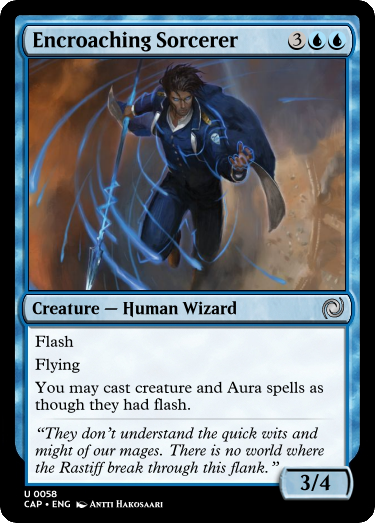 Encroaching Sorcerer 3
Creature — Human Wizard
Flash
Flying
You may cast creature and Aura spells as
though they had flash.
“They don’t understand the quick wits and
might of our mages. There is no world where
the Rastiff break through this flank.”
3/4
U 0058
CAP • ENG Antti Hakosaari